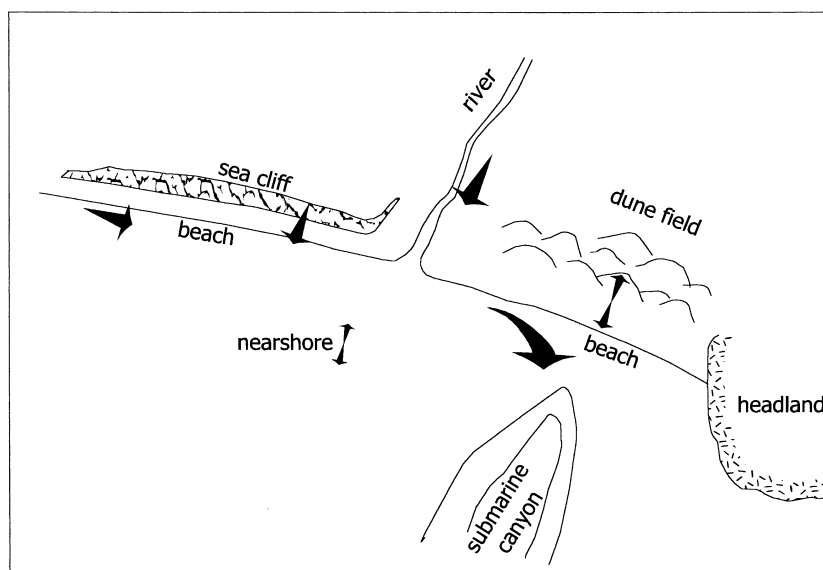 river
sea cliff
dune field
beach
nearshore
beach
headland
submarine
canyon